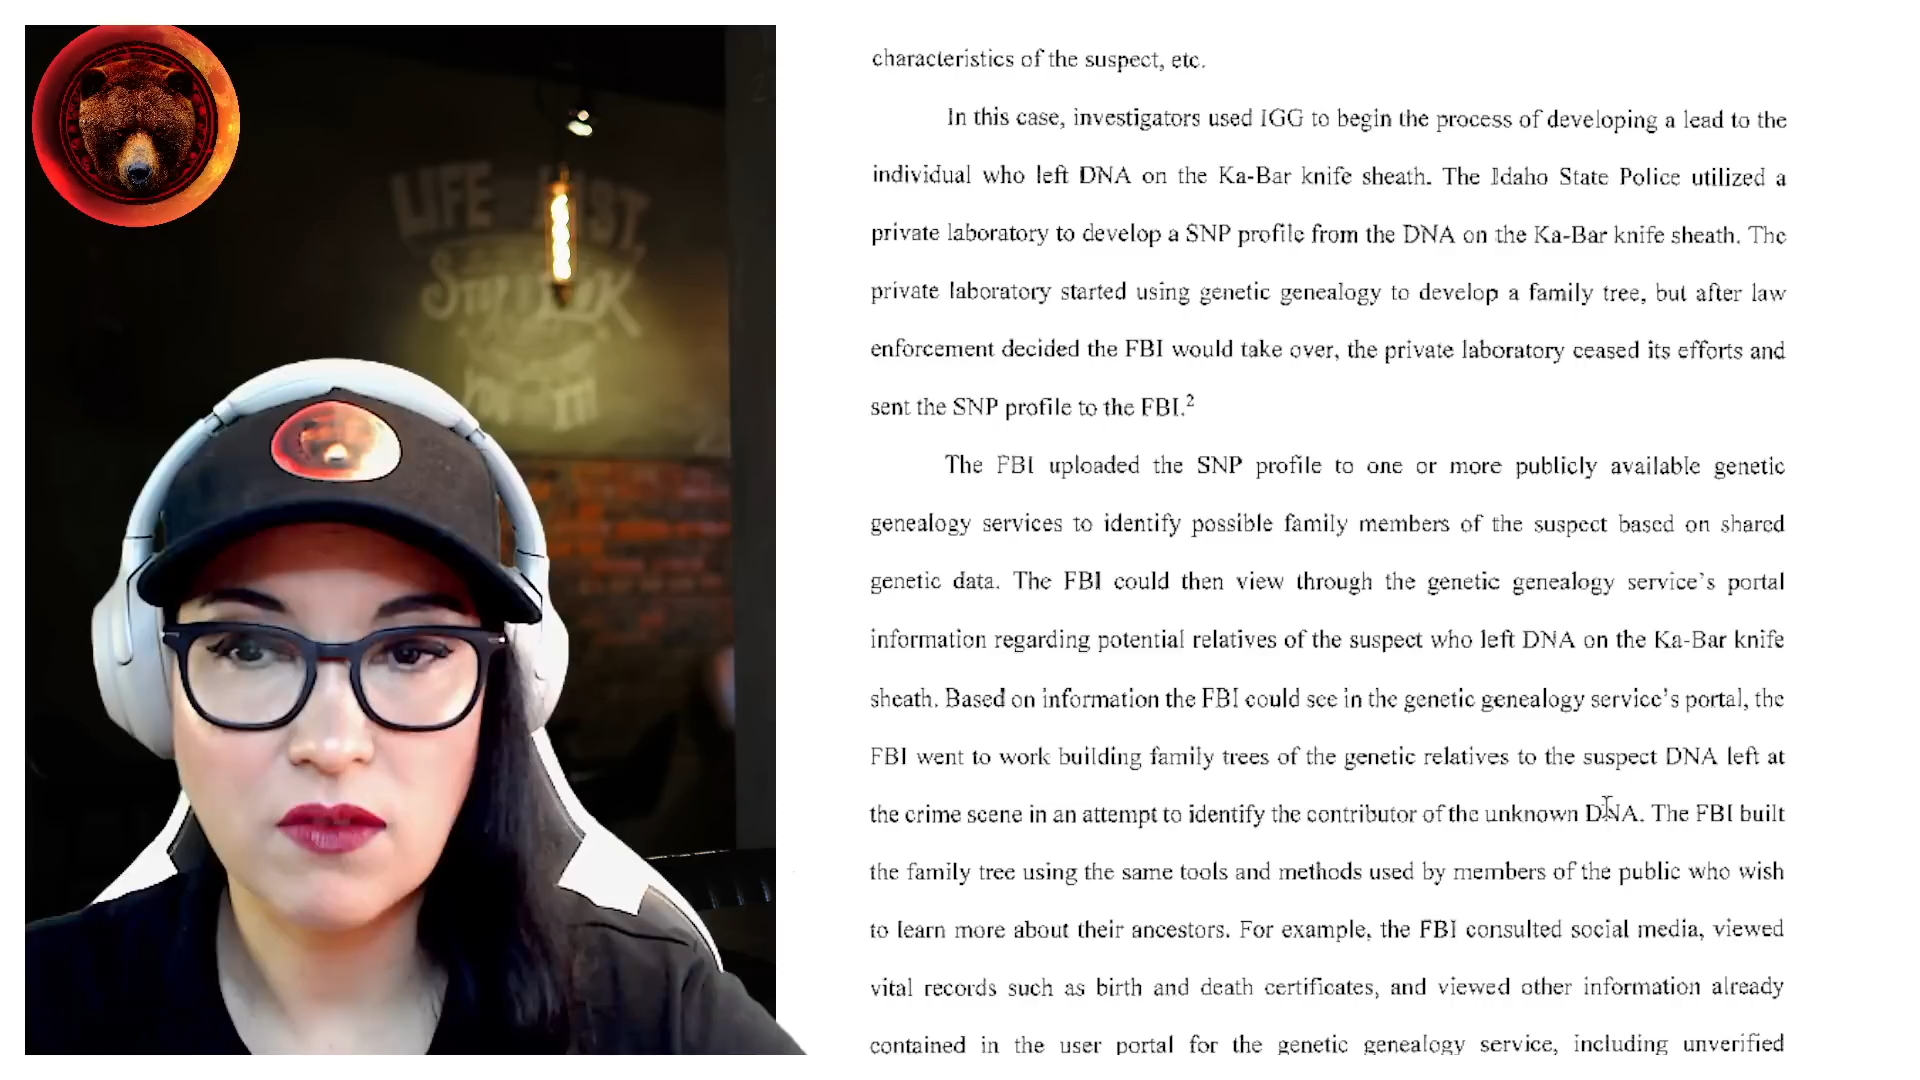 LIFE
characteristics of the suspect, etc.
In this case, investigators used IGG to begin the process of developing a lead to the
individual who left DNA on the Ka-Bar knife sheath. The Idaho State Police utilized a
private laboratory to develop a SNP profile from the DNA on the Ka-Bar knife sheath. The
private laboratory started using genetic genealogy to develop a family tree, but after law
enforcement decided the FBI would take over, the private laboratory ceased its efforts and
sent the SNP profile to the FBI.2
The FBI uploaded the SNP profile to one or more publicly available genetic
genealogy services to identify possible family members of the suspect based on shared
genetic data. The FBI could then view through the genetic genealogy service's portal
information regarding potential relatives of the suspect who left DNA on the Ka-Bar knife
sheath. Based on information the FBI could see in the genetic genealogy service's portal, the
FBI went to work building family trees of the genetic relatives to the suspect DNA left at
the crime scene in an attempt to identify the contributor of the unknown DNA. The FBI built
the family tree using the same tools and methods used by members of the public who wish
to learn more about their ancestors. For example, the FBI consulted social media, viewed
vital records such as birth and death certificates, and viewed other information already
contained in the user portal for the genetic genealogy service, including unverified